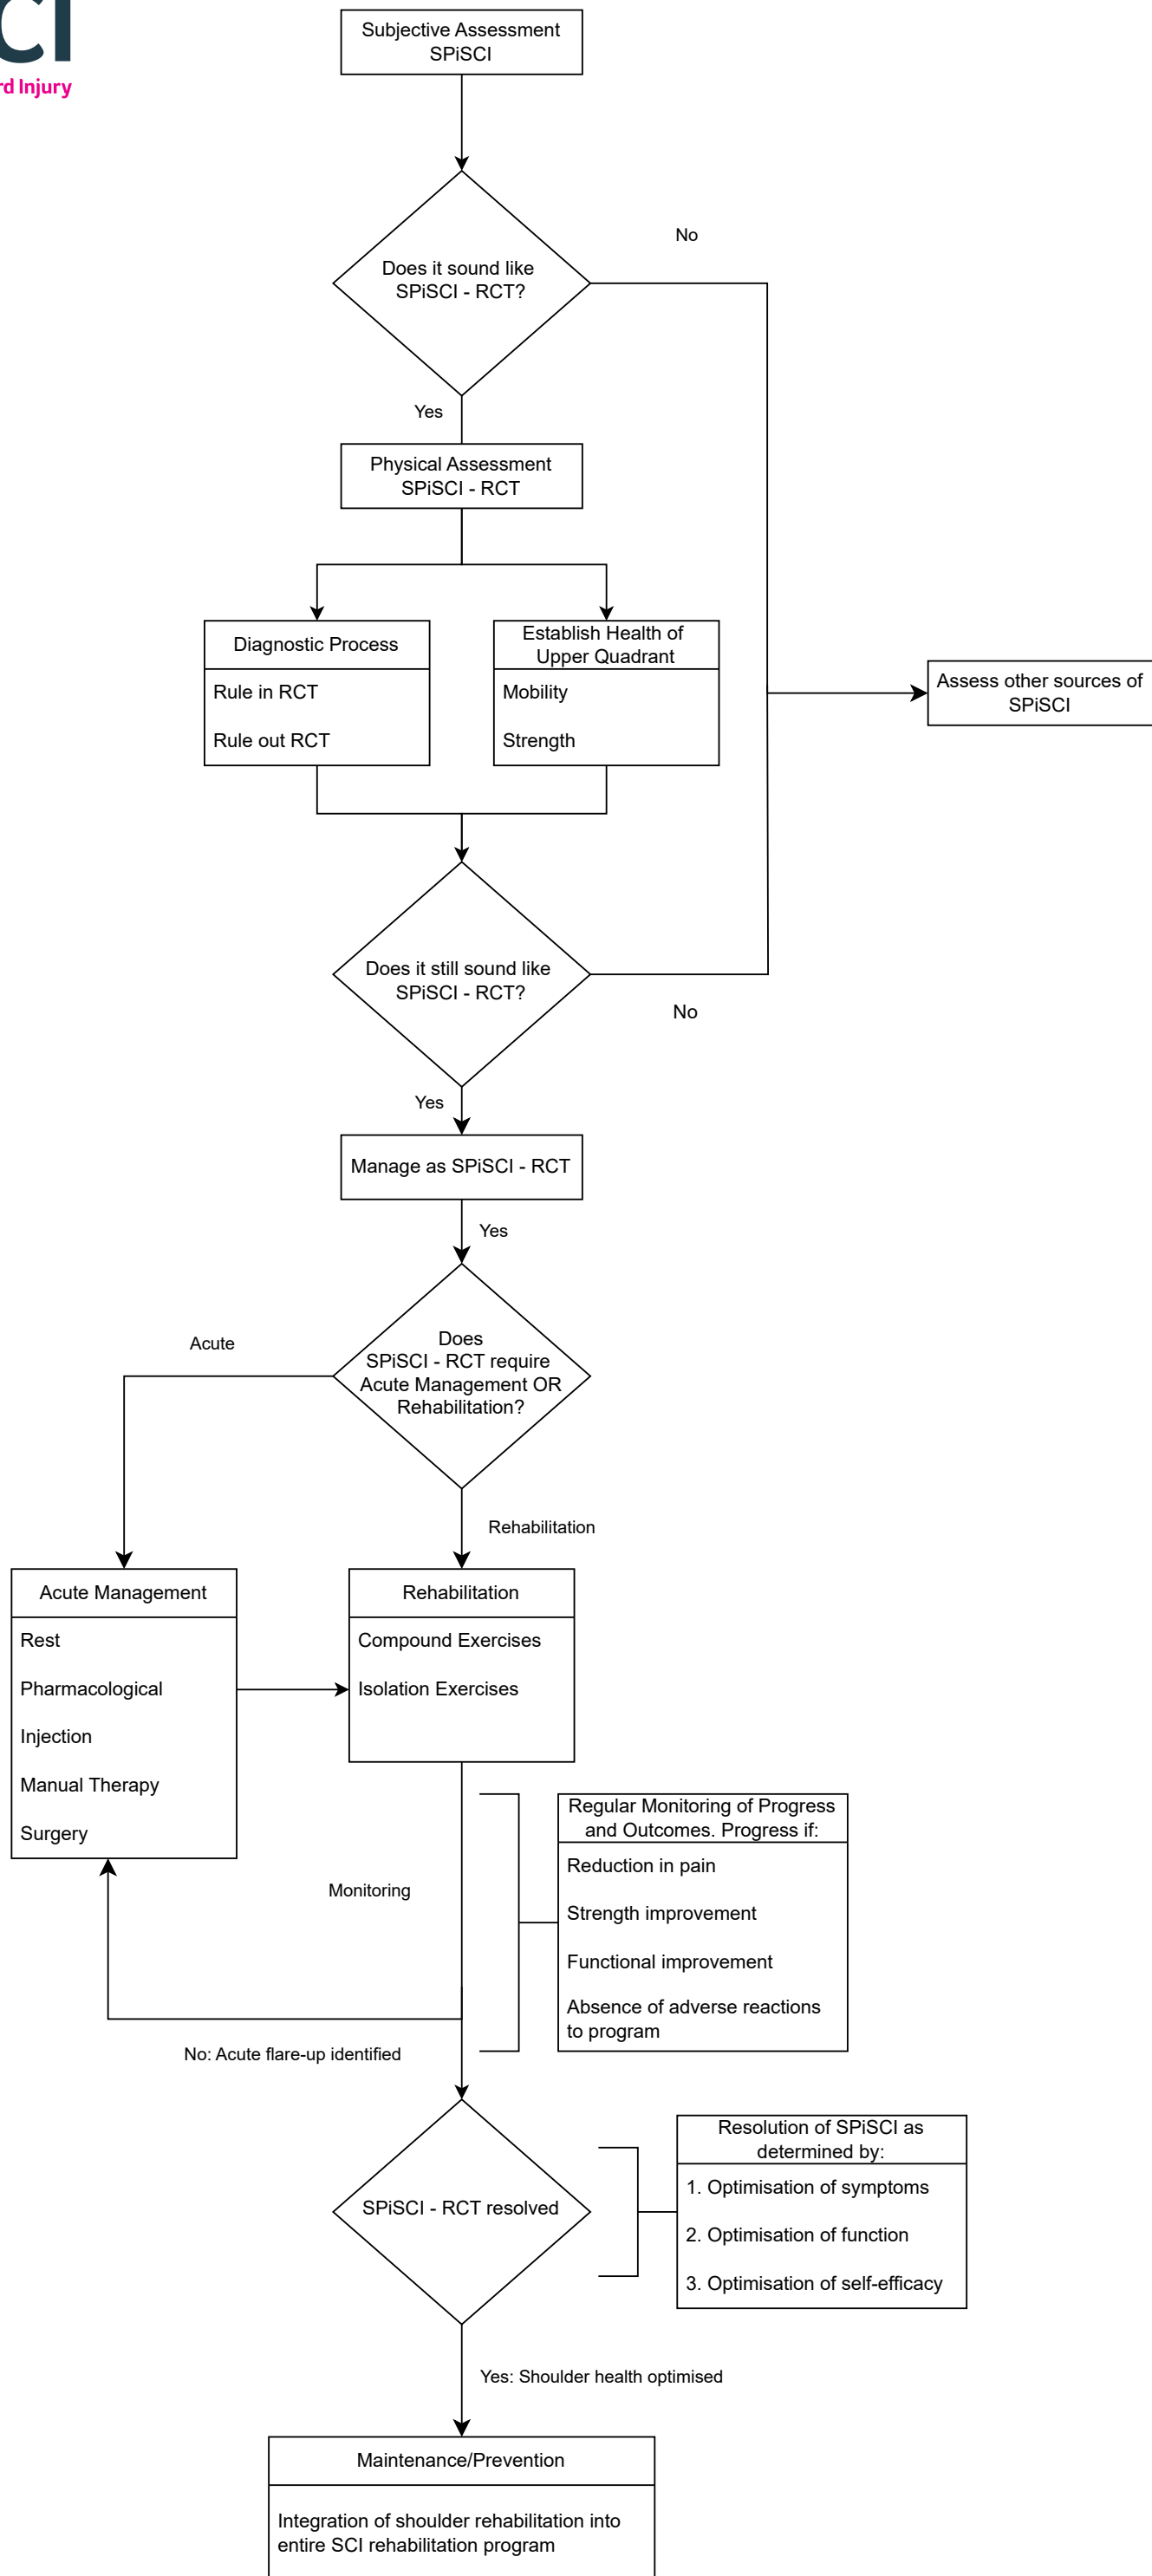 CI
rd Injury
Subjective Assessment
SPiSCI
Does it sound like
SPiSCI - RCT?
No
Yes
Physical Assessment
SPiSCI - RCT
Diagnostic Process
Rule in RCT
Rule out RCT
Establish Health of
Upper Quadrant
Mobility
Strength
Assess other sources of
SPiSCI
Does it still sound like
SPiSCI - RCT?
No
Yes
Manage as SPiSCI - RCT
Yes
Does
SPiSCI - RCT require
Acute Management OR
Rehabilitation?
Acute
Rehabilitation
Acute Management
Rest
Pharmacological
Injection
Manual Therapy
Surgery
Rehabilitation
Compound Exercises
Isolation Exercises
Monitoring
Regular Monitoring of Progress
and Outcomes. Progress if:
Reduction in pain
Strength improvement
Functional improvement
Absence of adverse reactions
to program
No: Acute flare-up identified
SPiSCI - RCT resolved
Resolution of SPiSCI as
determined by:
1. Optimisation of symptoms
2. Optimisation of function
3. Optimisation of self-efficacy
Yes: Shoulder health optimised
Maintenance/Prevention
Integration of shoulder rehabilitation into
entire SCI rehabilitation program